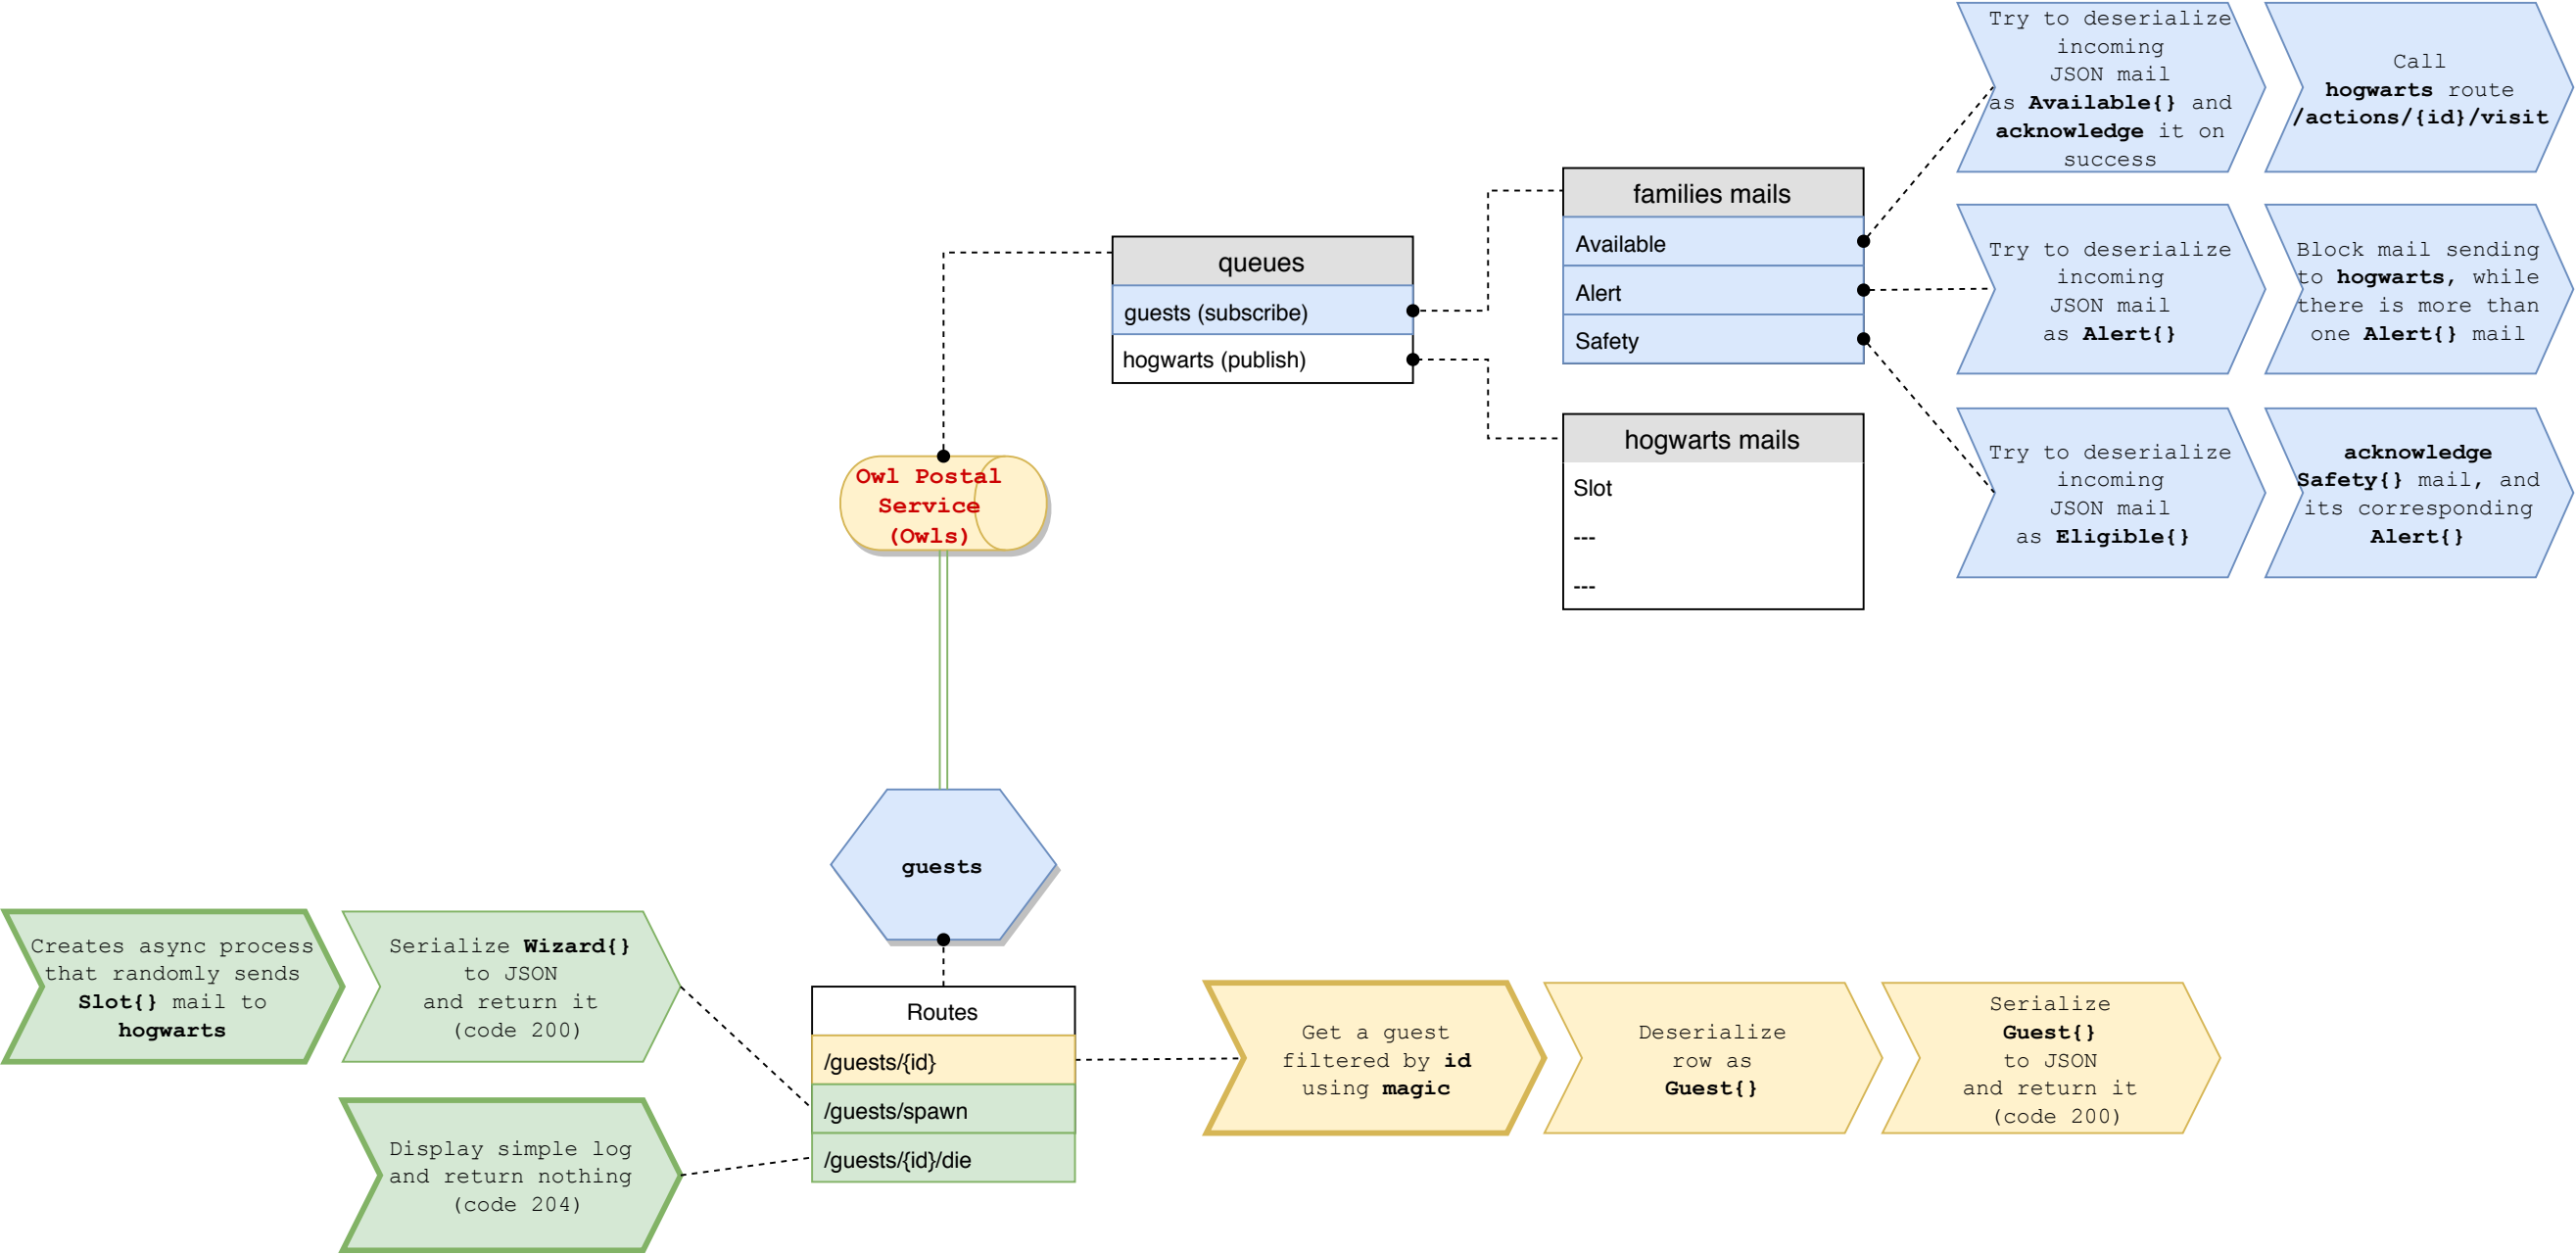 Try to deserialize
incoming
JSON mail
as Available{} and
acknowledge it on
success
Call
hogwarts route
/actions/{id}/visit
families mails
Available
Alert
Safety
queues
guests (subscribe)
hogwarts (publish)
Try to deserialize
incoming
JSON mail
as Alert{}
Block mail sending
to hogwarts, while
there is more than
one Alert{} mail
hogwarts mails
Slot
---
---
Try to deserialize
incoming
JSON mail
as Eligible{}
acknowledge
Safety{} mail, and
its corresponding
Alert{}
Owl Postal
Service
(Owls)
guests
Creates async process
that randomly sends
Slot{} mail to
hogwarts
Serialize Wizard{}
to JSON
and return it
(code 200)
Display simple log
and return nothing
(code 204)
Routes
/guests/{id}
/guests/spawn
/guests/{id}/die
Get a guest
filtered by id
using magic
Deserialize
row as
Guest{}
Serialize
Guest{}
to JSON
and return it
(code 200)